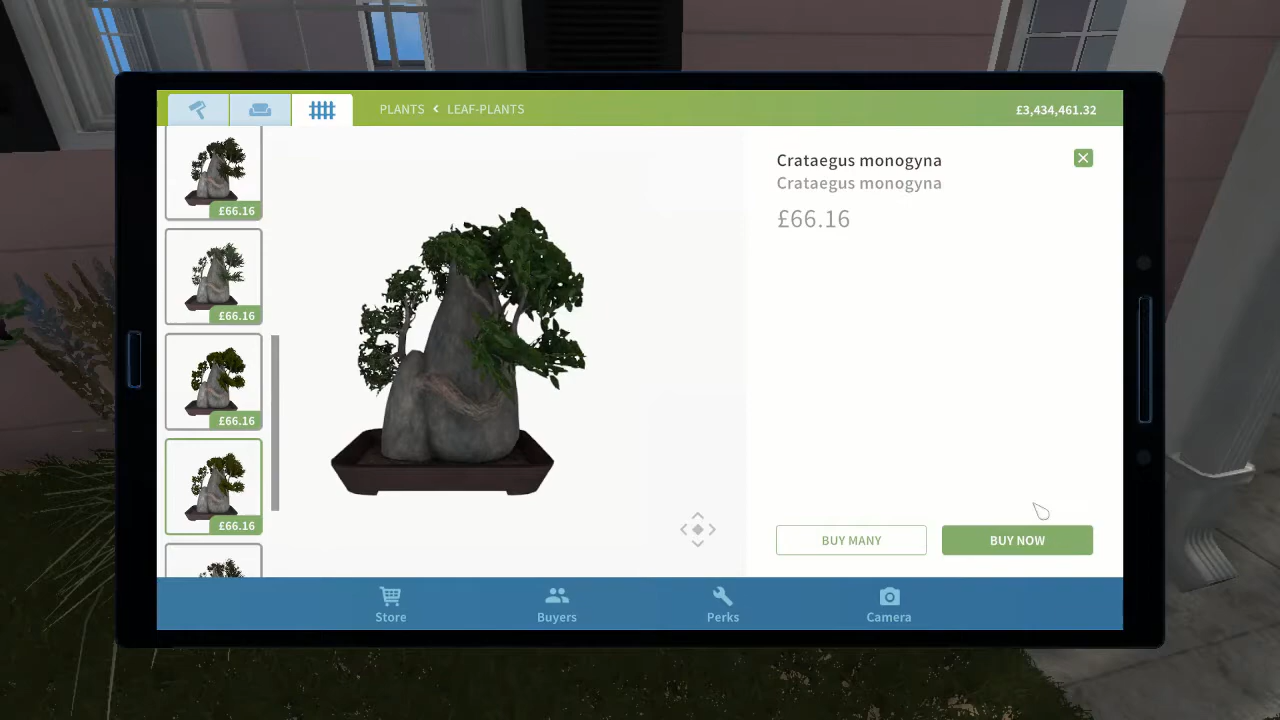 PLANTS < LEAF-PLANTS
£3,434,461.32
£66.16
£66.16
£66.16
£66.16
Crataegus monogyna
Crataegus monogyna
£66.16
BUY MANY
BUY NOW
Store
Buyers
Perks
Camera